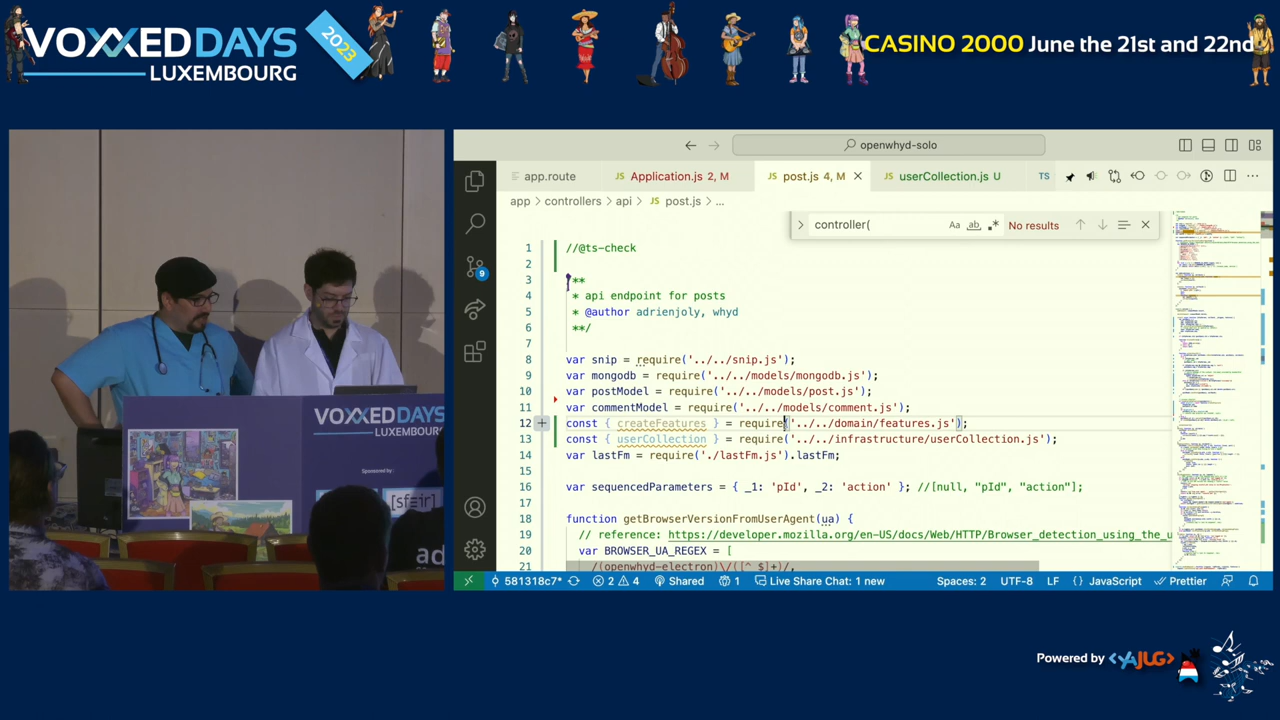 VOXXEDDAYS
LUXEMBOURG
2023
CASINO 2000 June the 21st and 22nd
openwhyd-solo
app.route
Application.js 2, M
post.js 4, M
userCollection.js U
TS
app > controllers > api > post.js > ...
controller(
Aa
ab
No results
1 //@ts-check
2
3 /**
4 * api endpoint for posts
5 * @author adrienjoly, whyd
6 **/
7
8 var snip = require('../../snip.js');
9 var mongodb = require('../../models/mongodb.js');
10 var postModel = require('../../models/post.js');
11 var commentModel = require('../../models/comment.js');
12 const { createFeatures } = require('../../domain/features.js');
13 const { userCollection } = require('../../infrastructure/userCollection.js');
14 var lastFm = require('./lastFm.js').lastFm;
15
16 var sequencedParameters = { _1: 'pId', _2: 'action' }; //[null, "pId", "action"];
17
18 function getBrowserVersionFromUserAgent(ua) {
19 // reference: https://developer.mozilla.org/en-US/docs/Web/HTTP/Browser_detection_using_the_u
20 var BROWSER_UA_REGEX = [
21 /(openwhyd-electron)\/([^ $]+)/,
9
581318c7*
2
4
Shared
1
Live Share Chat: 1 new
Spaces: 2
UTF-8
LF
{} JavaScript
Prettier
VOXXEDDAYS
LUXEMBOURG
Sponsored by
[sfeir]
ad
Powered by <YAJUG>